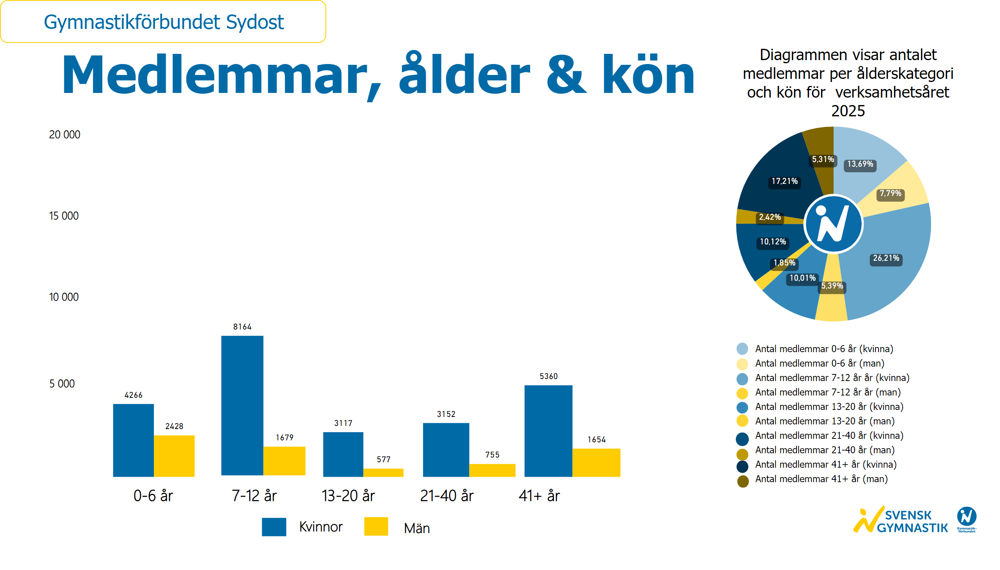 Gymnastikförbundet Sydost
Medlemmar, ålder & kön
Diagrammen visar antalet
medlemmar per ålderskategori
och kön för  verksamhetsåret
2025
20 000
15 000
10 000
5 000
4266
2428
8164
1679
3117
577
3152
755
5360
1654
0-6 år
7-12 år
13-20 år
21-40 år
41+ år
Kvinnor
Män
13,69%
7,79%
26,21%
5,39%
10,01%
1,85%
10,12%
2,42%
17,21%
5,31%
Antal medlemmar 0-6 år (kvinna)
Antal medlemmar 0-6 år (man)
Antal medlemmar 7-12 år år (kvinna)
Antal medlemmar 7-12 år år (man)
Antal medlemmar 13-20 år (kvinna)
Antal medlemmar 13-20 år (man)
Antal medlemmar 21-40 år (kvinna)
Antal medlemmar 21-40 år (man)
Antal medlemmar 41+ år (kvinna)
Antal medlemmar 41+ år (man)
SVENSK
GYMNASTIK
Gymnastik-
förbundet